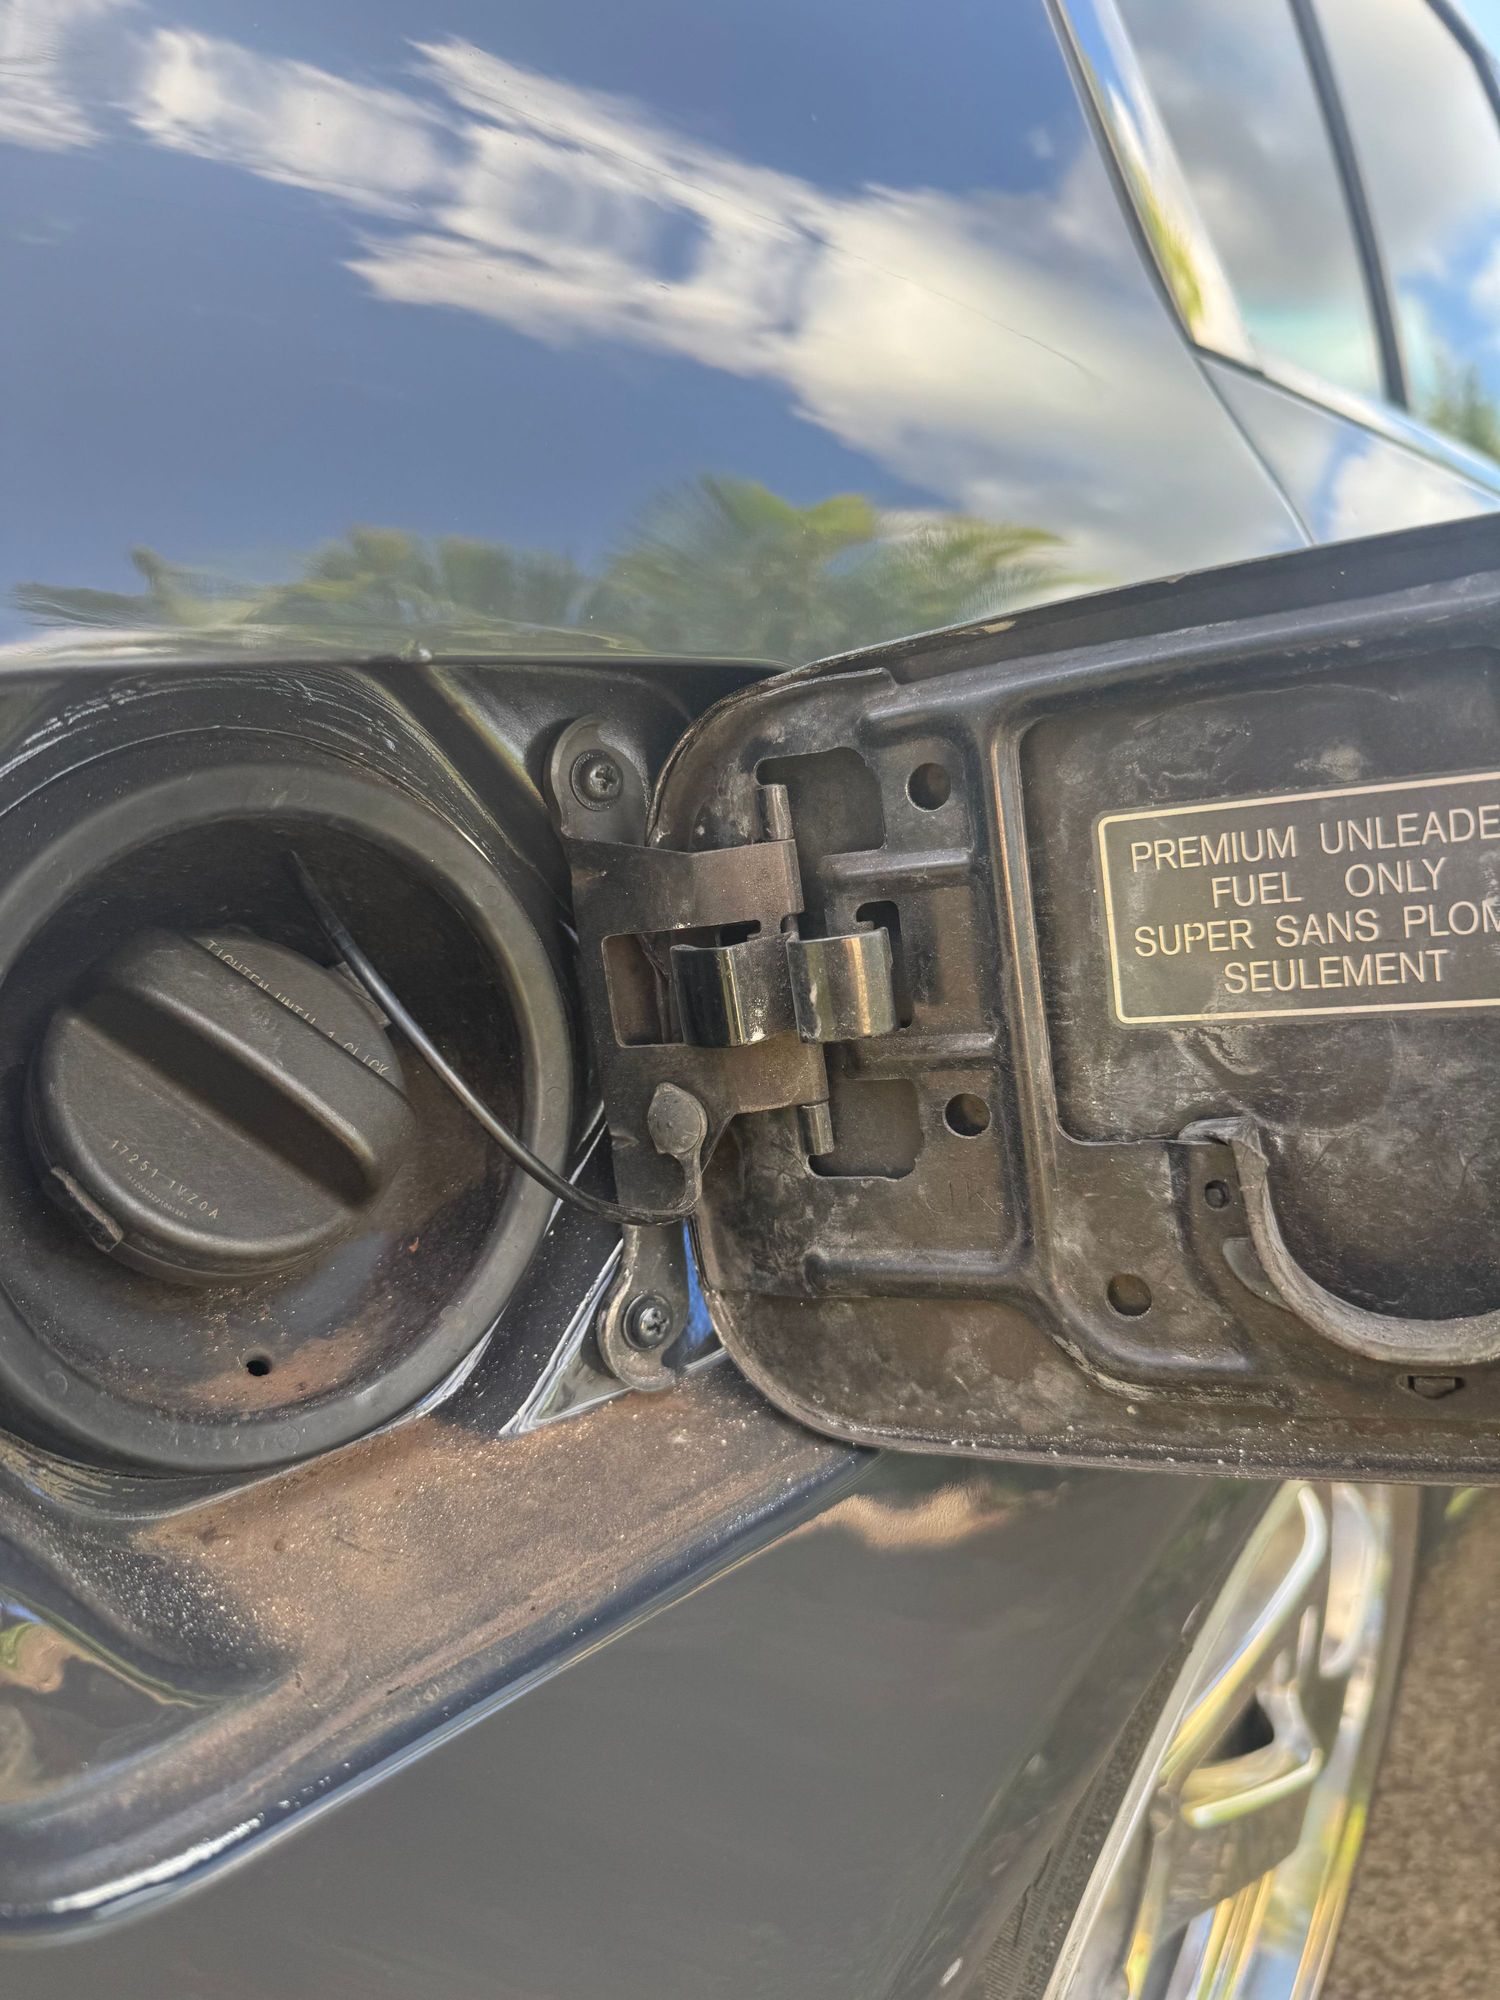 TIGHTEN UNTIL 1 CLICK
17251 1VZ0A
PREMIUM UNLEADE
FUEL ONLY
SUPER SANS PLOM
SEULEMENT